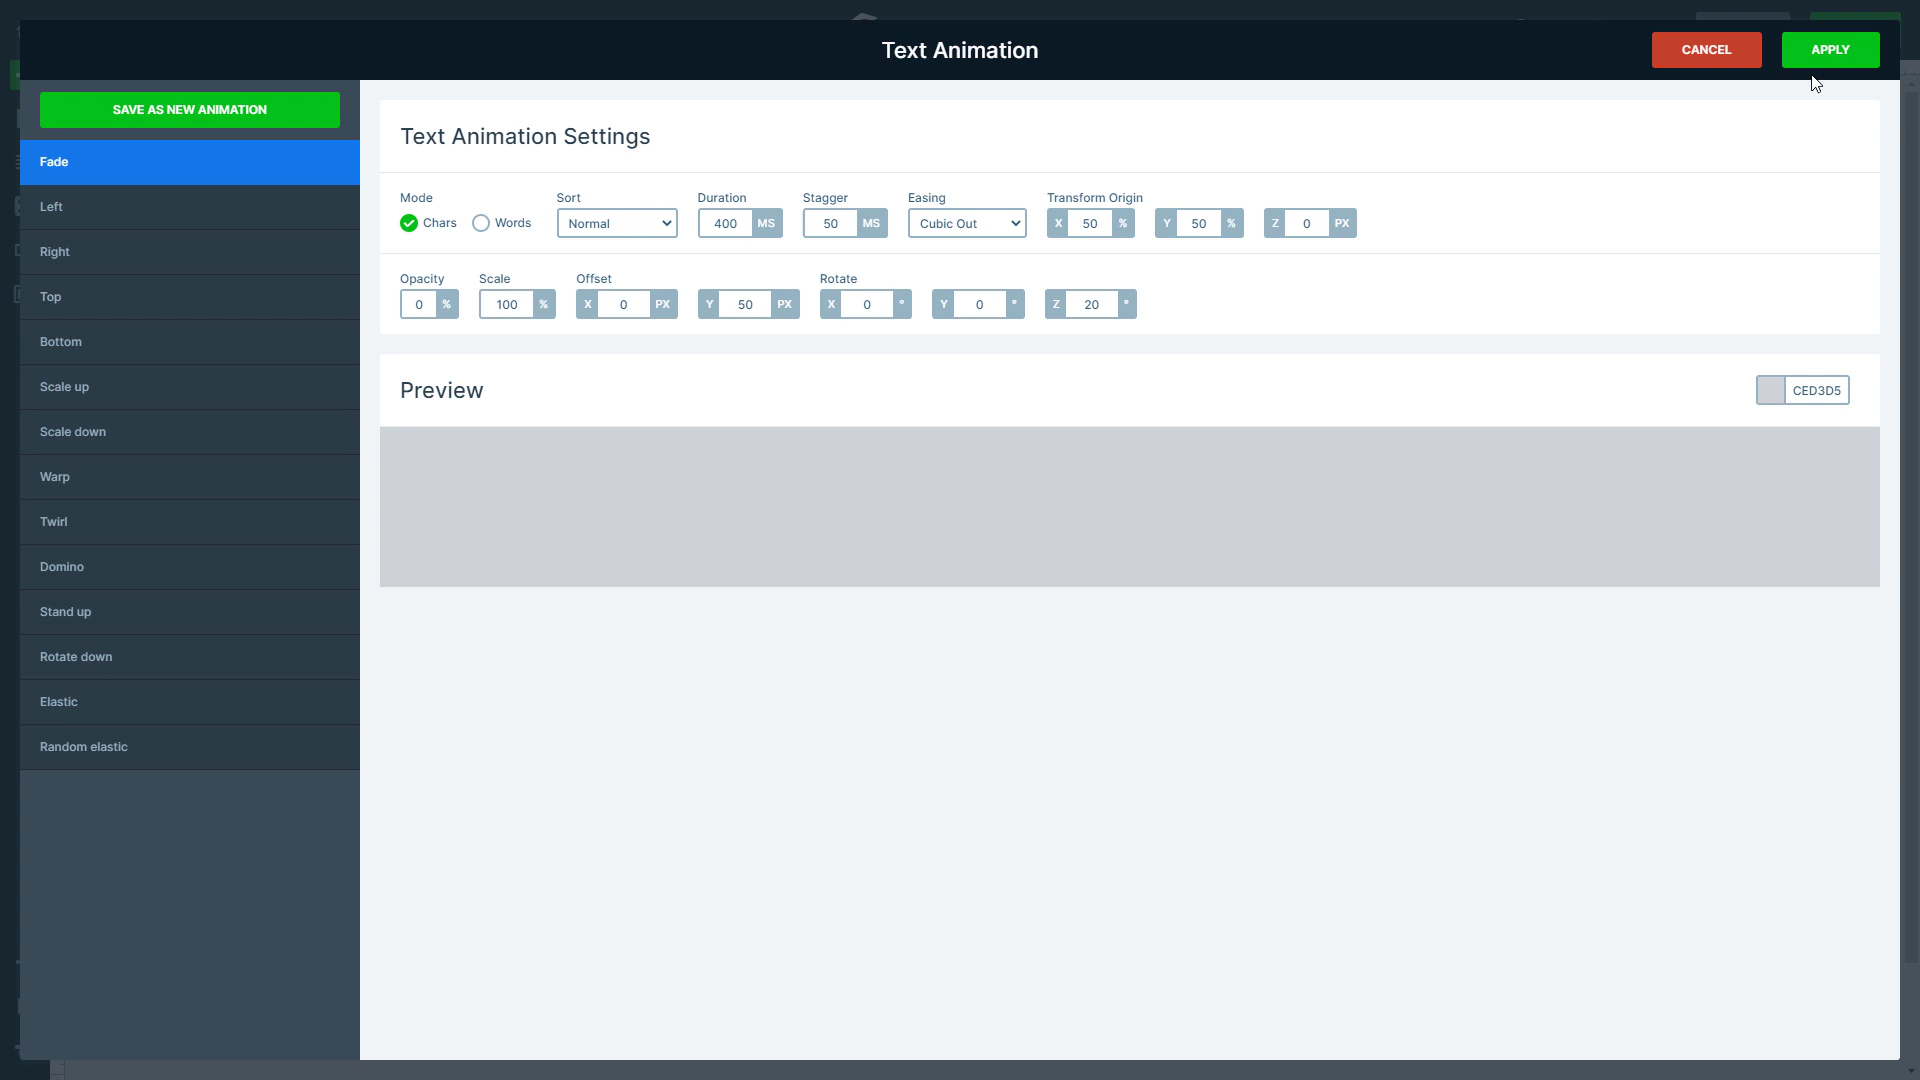 Text Animation
CANCEL
APPLY
SAVE AS NEW ANIMATION
Fade
Left
Right
Top
Bottom
Scale up
Scale down
Warp
Twirl
Domino
Stand up
Rotate down
Elastic
Random elastic
Text Animation Settings
Mode Sort Duration Stagger Easing Transform Origin
Chars Words Normal 400 MS 50 MS Cubic Out X 50 % Y 50 % Z 0 PX
Opacity Scale Offset Rotate
0 % 100 % X 0 PX Y 50 PX X 0 ° Y 0 ° Z 20 °
Preview
CED3D5